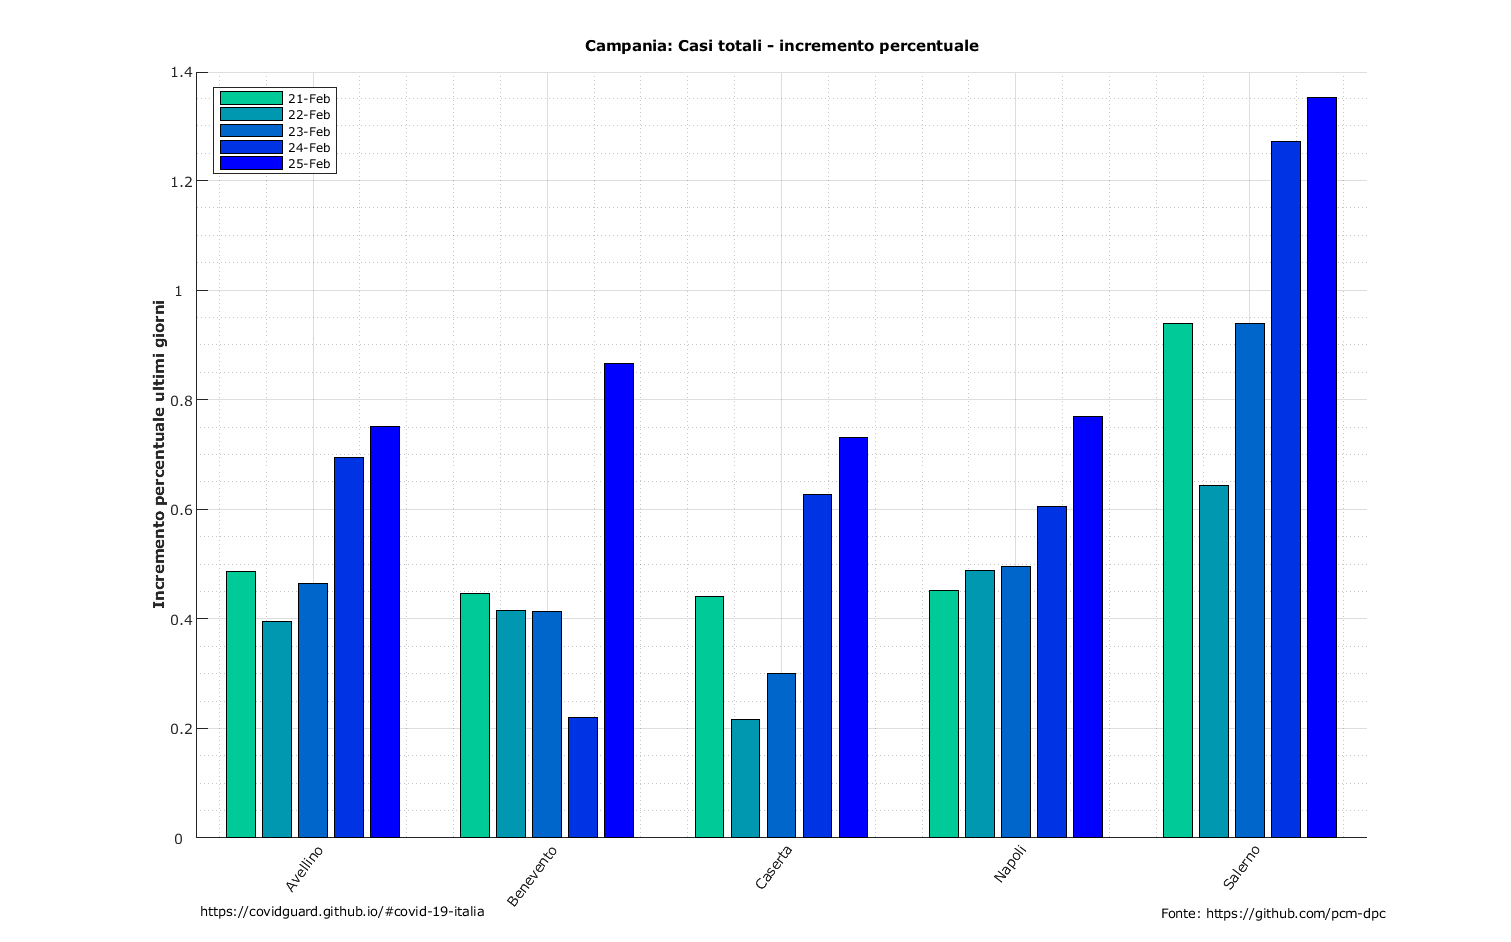 Campania: Casi totali - incremento percentuale
1.4
1.2
1
0.8
0.6
0.4
0.2
0
Incremento percentuale ultimi giorni
21-Feb
22-Feb
23-Feb
24-Feb
25-Feb
Avellino
Benevento
Caserta
Napoli
Salerno
https://covidguard.github.io/#covid-19-italia
Fonte: https://github.com/pcm-dpc